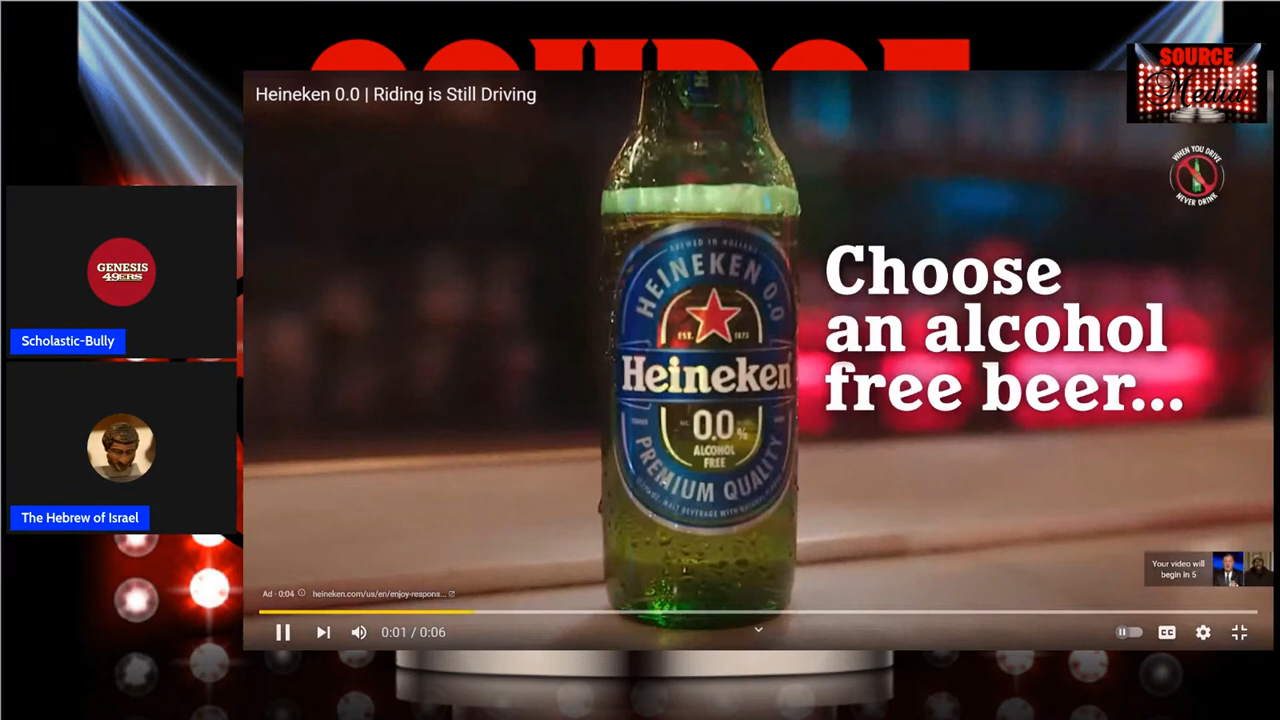 SOURCE
Heineken 0.0 | Riding is Still Driving
SOURCE
Media
WHEN YOU DRIVE
NEVER DRINK
GENESIS
49ERS
Scholastic-Bully
The Hebrew of Israel
BREWED IN HOLLAND
HEINEKEN 0.0
EST. 1873
Heineken
0.0%
ALCOHOL
FREE
PREMIUM QUALITY
Choose
an alcohol
free beer...
Your video will
begin in 5
Ad · 0:04
heineken.com/us/en/enjoy-respons...
0:01 / 0:06
CC